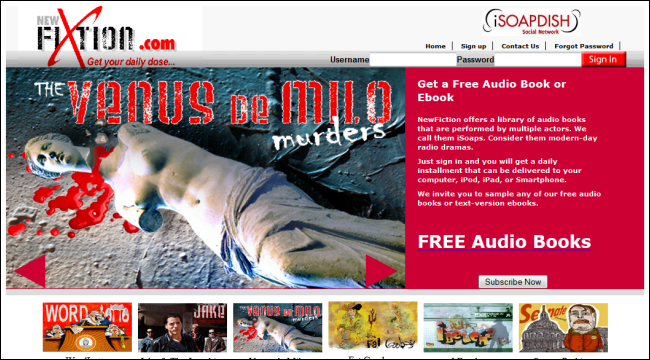 NEW
FiXtion.com
Get your daily dose...
iSOAPDISH
Social Network
Home | Sign up | Contact Us | Forgot Password |
Username Password Sign In
THE VENUS DE MILO
murders
Get a Free Audio Book or
Ebook
NewFiction offers a library of audio books
that are performed by multiple actors. We
call them iSoaps. Consider them modern-day
radio dramas.
Just sign in and you will get a daily
installment that can be delivered to your
computer, iPod, iPad, or Smartphone.
We invite you to sample any of our free audio
books or text-version ebooks.
FREE Audio Books
Subscribe Now
JAKE
THE VENUS DE MILO